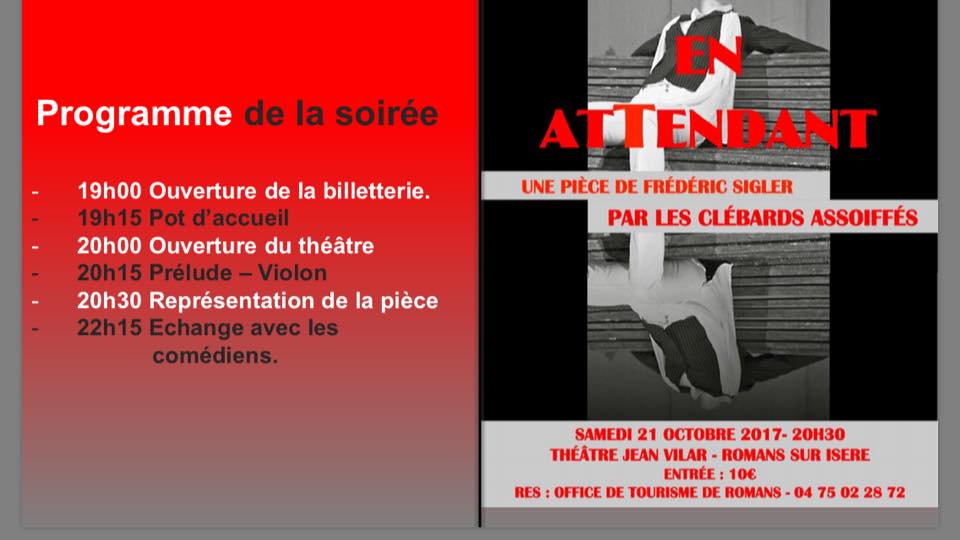 Programme de la soirée
- 19h00 Ouverture de la billetterie.
- 19h15 Pot d’accueil
- 20h00 Ouverture du théâtre
- 20h15 Prélude – Violon
- 20h30 Représentation de la pièce
- 22h15 Echange avec les
comédiens.
EN
ATTENDANT
UNE PIÈCE DE FRÉDÉRIC SIGLER
PAR LES CLÉBARDS ASSOIFFÉS
SAMEDI 21 OCTOBRE 2017- 20H30
THÉÂTRE JEAN VILAR - ROMANS SUR ISERE
ENTRÉE : 10€
RES : OFFICE DE TOURISME DE ROMANS - 04 75 02 28 72